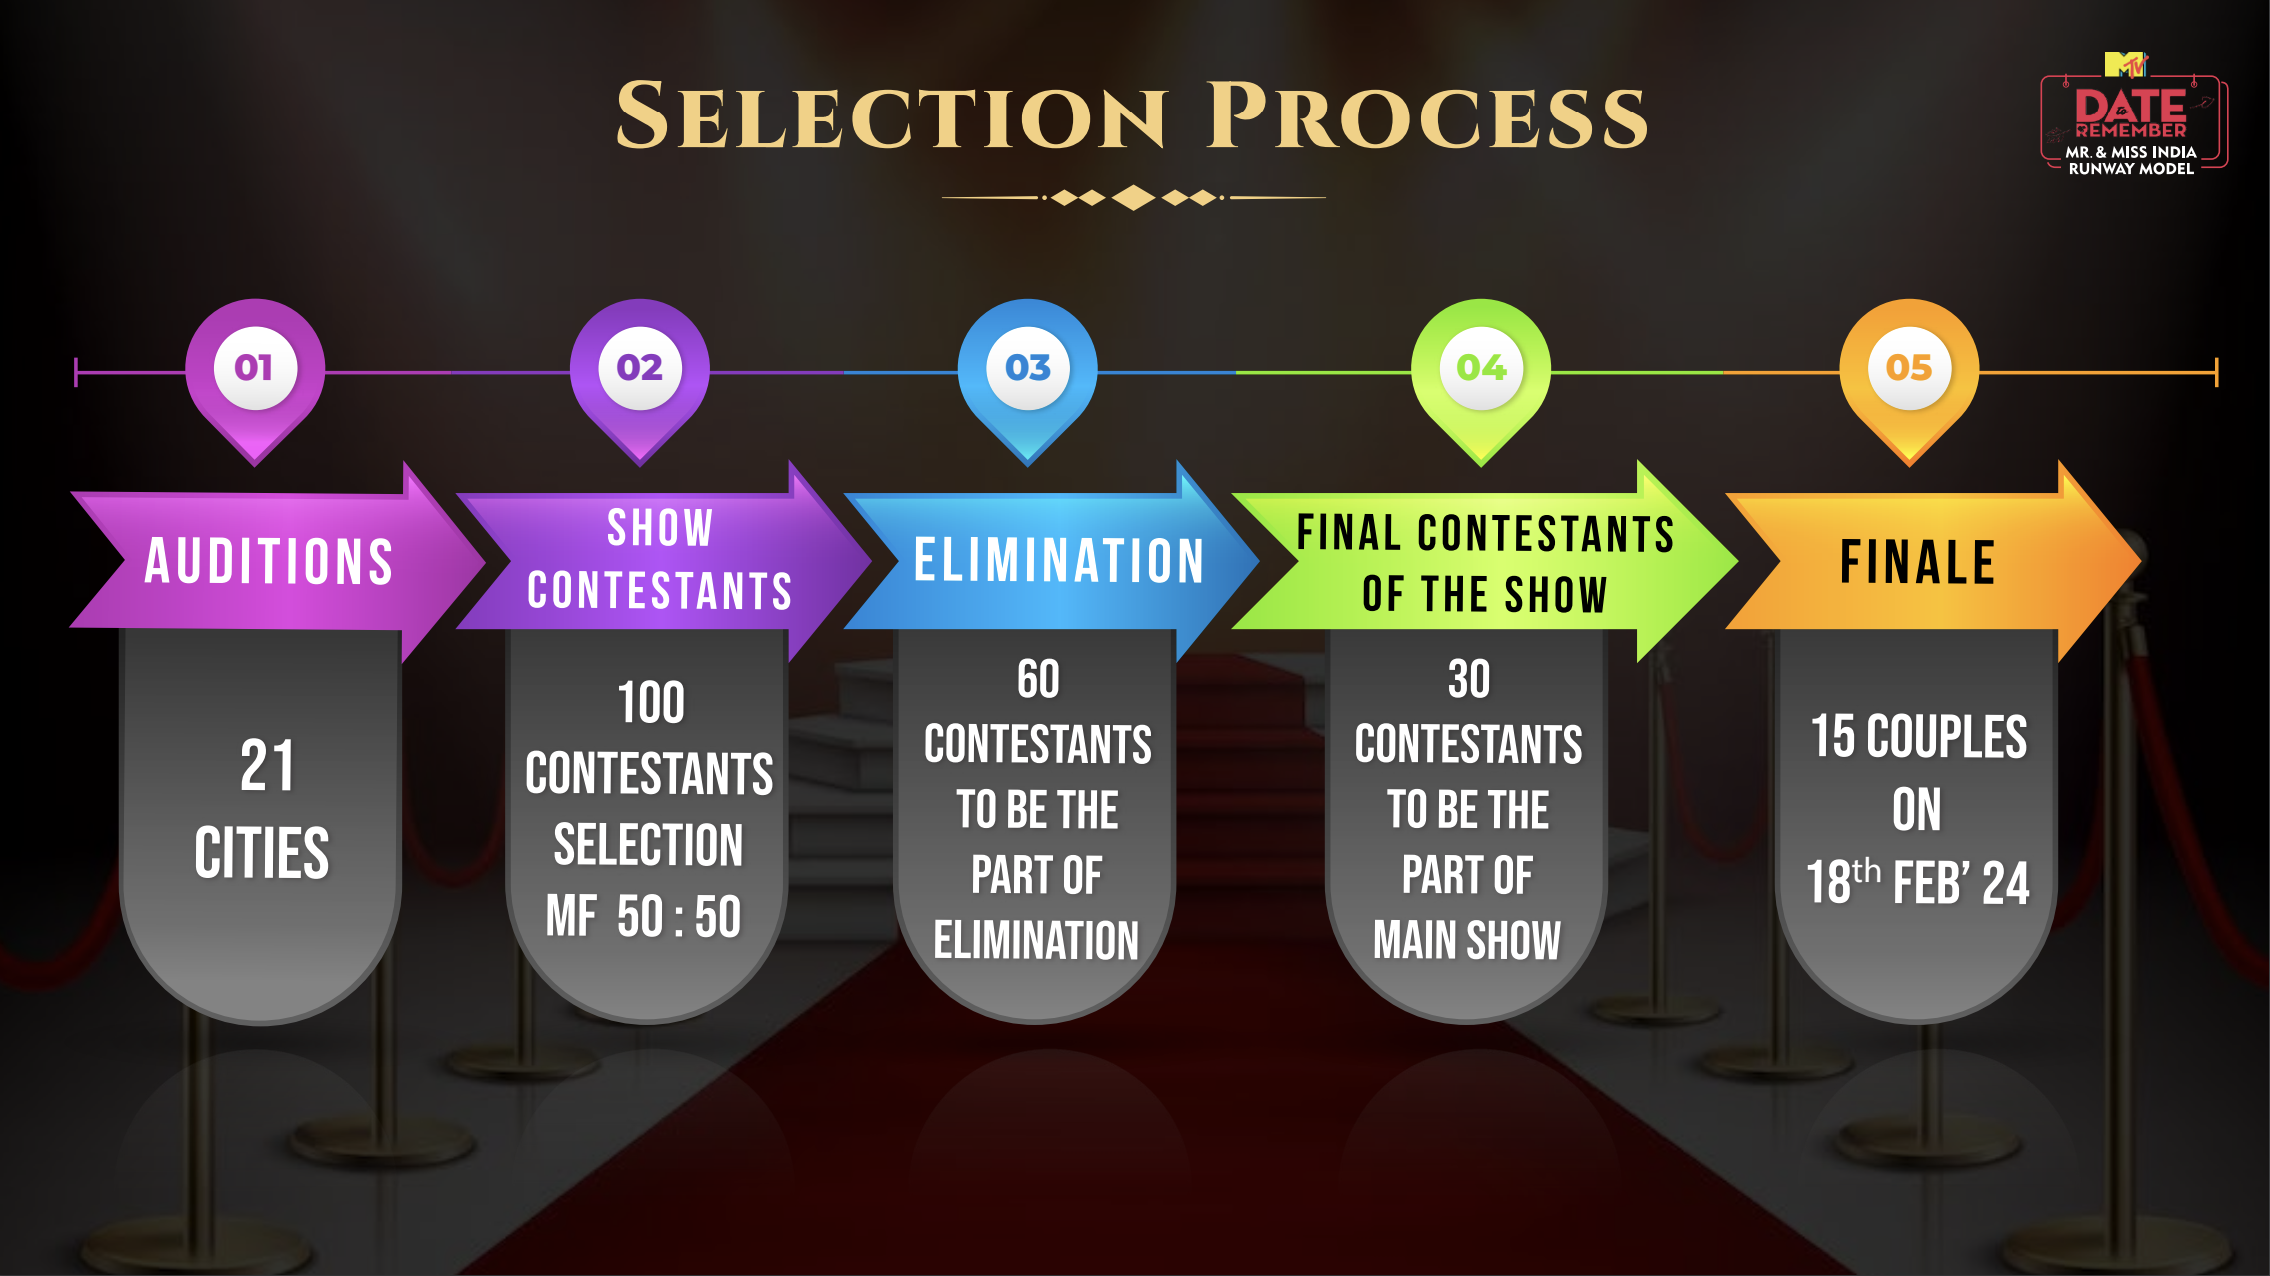 SELECTION PROCESS
MTV
DATE
TO
REMEMBER
MR. & MISS INDIA
RUNWAY MODEL
01
02
03
04
05
AUDITIONS
SHOW
CONTESTANTS
ELIMINATION
FINAL CONTESTANTS
OF THE SHOW
FINALE
21
CITIES
100
CONTESTANTS
SELECTION
MF 50 : 50
60
CONTESTANTS
TO BE THE
PART OF
ELIMINATION
30
CONTESTANTS
TO BE THE
PART OF
MAIN SHOW
15 COUPLES
ON
18th FEB’ 24